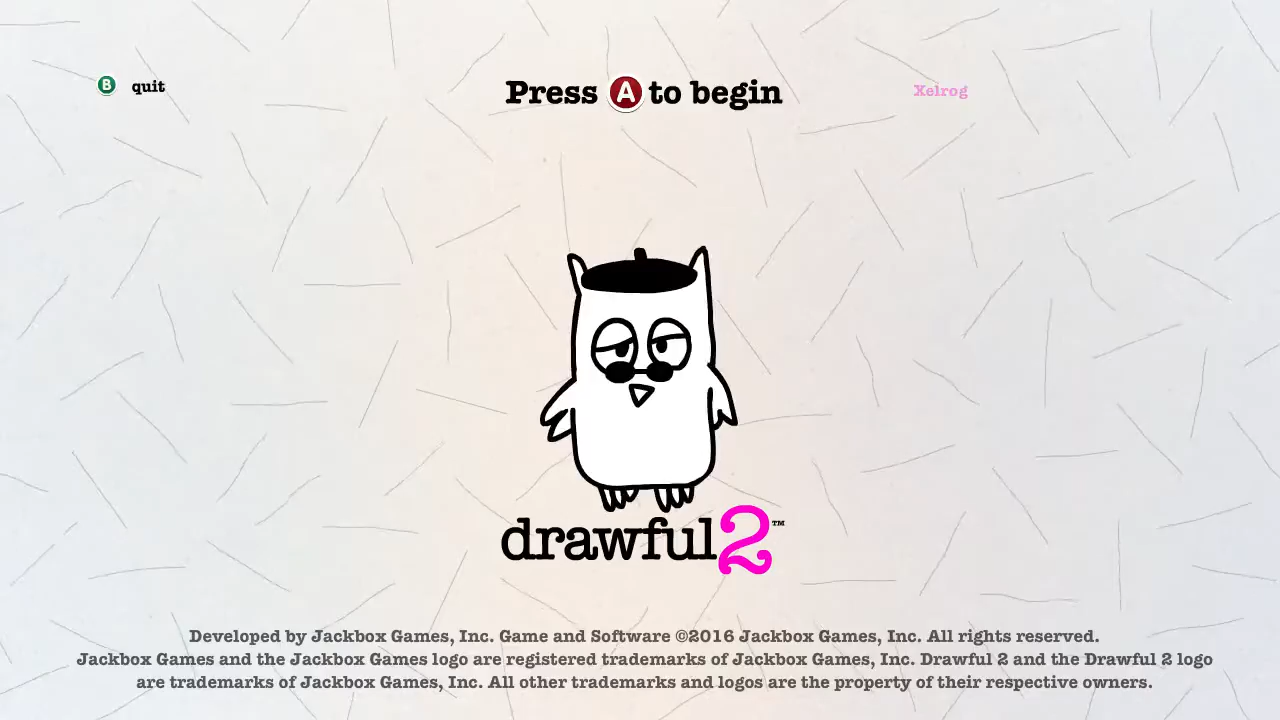 B quit
Press A to begin
Xelrog
drawful 2™
Developed by Jackbox Games, Inc. Game and Software ©2016 Jackbox Games, Inc. All rights reserved.
Jackbox Games and the Jackbox Games logo are registered trademarks of Jackbox Games, Inc. Drawful 2 and the Drawful 2 logo
are trademarks of Jackbox Games, Inc. All other trademarks and logos are the property of their respective owners.